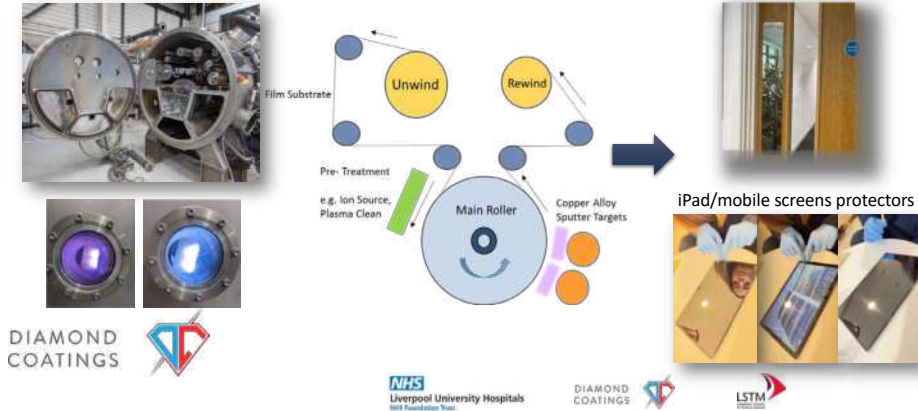 Unwind
Rewind
Film Substrate
Pre- Treatment
e.g. Ion Source,
Plasma Clean
Main Roller
Copper Alloy
Sputter Targets
iPad/mobile screens protectors
DIAMOND
COATINGS
NHS
Liverpool University Hospitals
NHS Foundation Trust
DIAMOND
COATINGS
LSTM